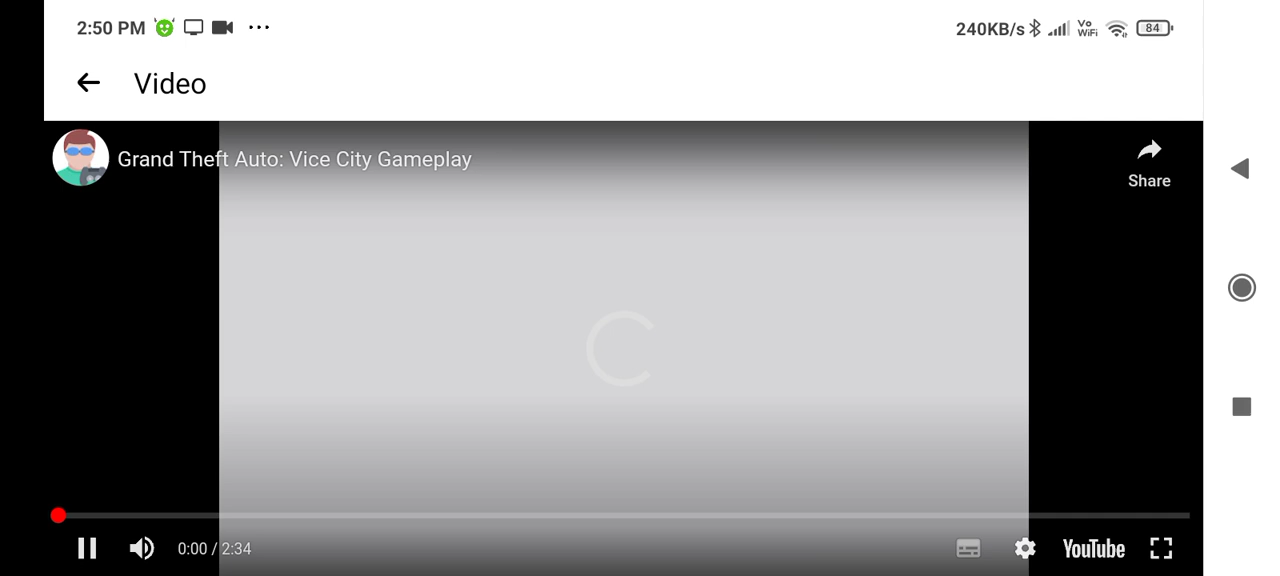 2:50 PM
240KB/s
Vo
WiFi
84
Video
Grand Theft Auto: Vice City Gameplay
Share
0:00 / 2:34
YouTube